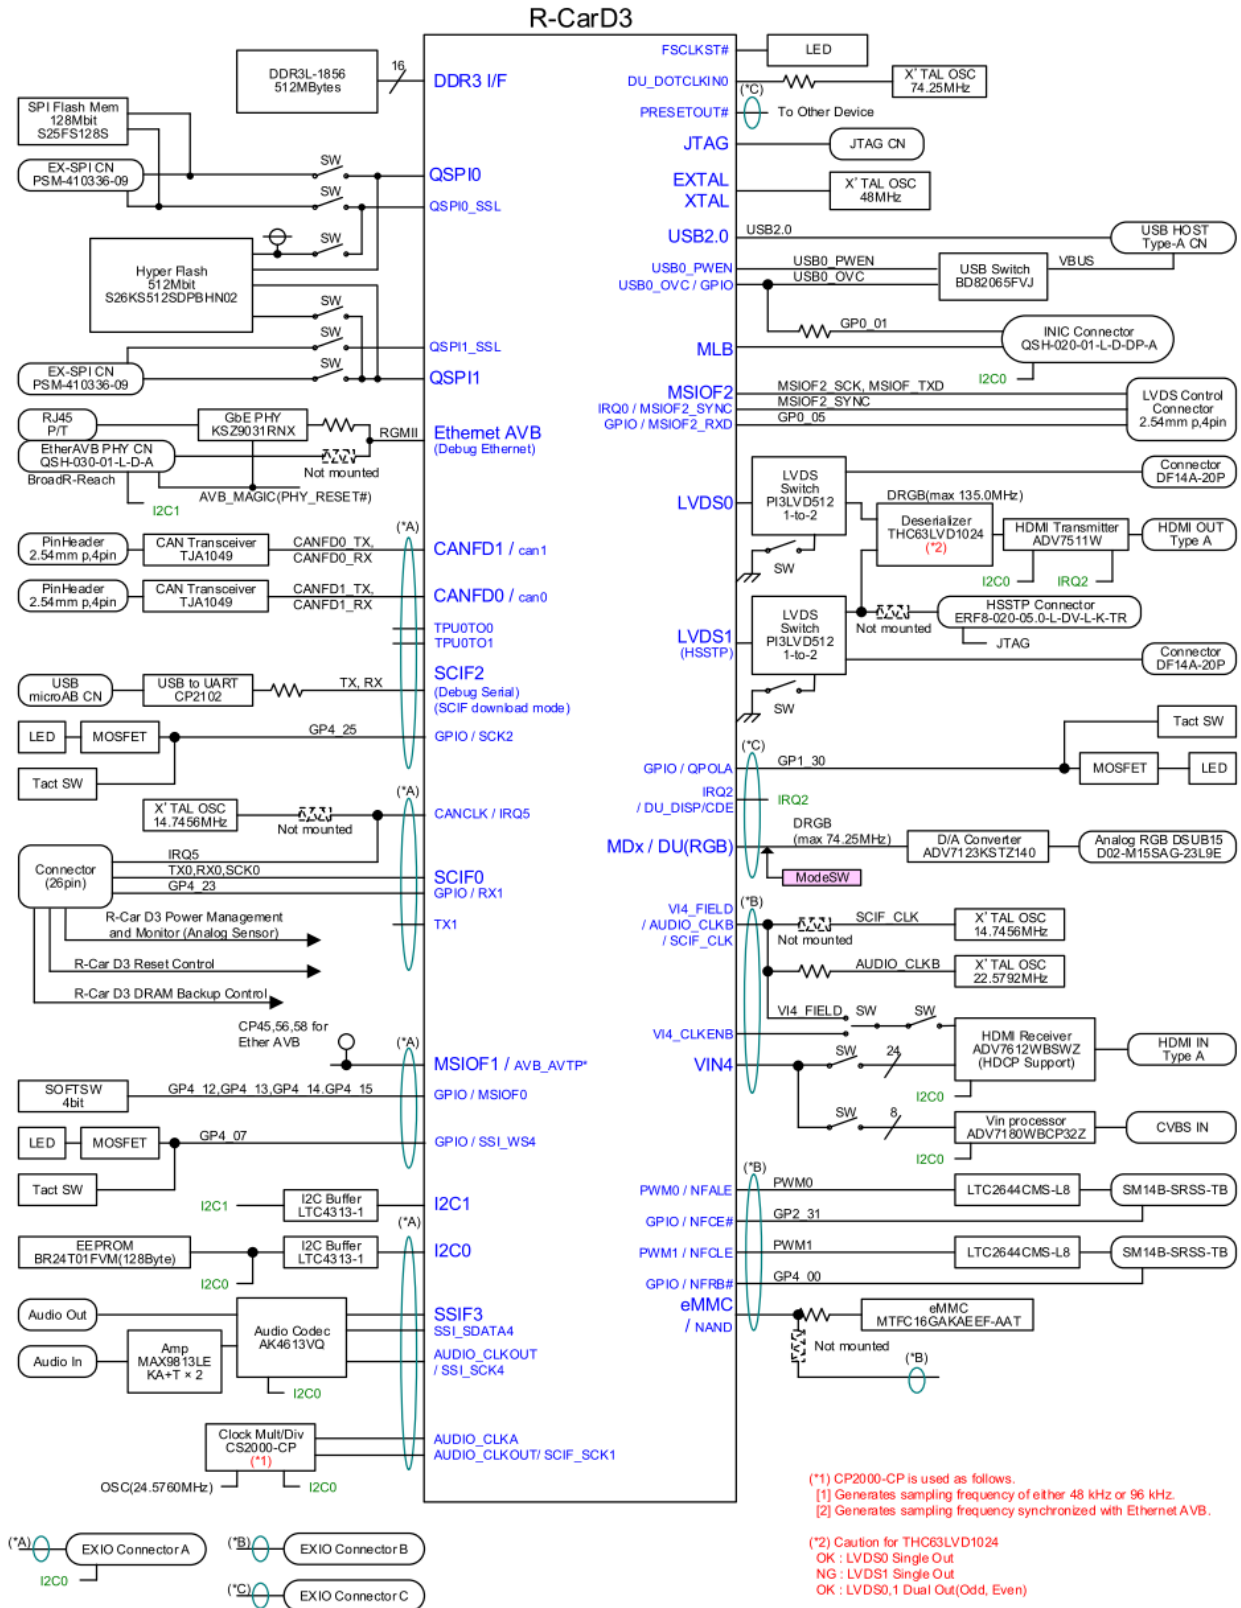 R-CarD3
DDR3L-1856
512MBytes
16
DDR3 I/F
SPI Flash Mem
128Mbit
S25FS128S
EX-SPI CN
PSM-410336-09
SW
QSPI0
SW
QSPI0_SSL
SW
Hyper Flash
512Mbit
S26KS512SDPBHN02
SW
SW
QSPI1_SSL
EX-SPI CN
PSM-410336-09
SW
QSPI1
RJ45
P/T
GbE PHY
KSZ9031RNX
RGMII
Ethernet AVB
(Debug Ethernet)
EtherAVB PHY CN
QSH-030-01-L-D-A
Not mounted
BroadR-Reach
AVB_MAGIC(PHY_RESET#)
I2C1
(*A)
PinHeader
2.54mm p,4pin
CAN Transceiver
TJA1049
CANFD0_TX,
CANFD0_RX
CANFD1 / can1
PinHeader
2.54mm p,4pin
CAN Transceiver
TJA1049
CANFD1_TX,
CANFD1_RX
CANFD0 / can0
TPU0TO0
TPU0TO1
USB
microAB CN
USB to UART
CP2102
TX, RX
SCIF2
(Debug Serial)
(SCIF download mode)
LED
MOSFET
GP4_25
GPIO / SCK2
Tact SW
(*A)
X' TAL OSC
14.7456MHz
Not mounted
CANCLK / IRQ5
Connector
(26pin)
IRQ5
TX0,RX0,SCK0
SCIF0
GP4_23
GPIO / RX1
R-Car D3 Power Management
and Monitor (Analog Sensor)
TX1
R-Car D3 Reset Control
R-Car D3 DRAM Backup Control
CP45,56,58 for
Ether AVB
(*A)
MSIOF1 / AVB_AVTP*
SOFTSW
4bit
GP4_12,GP4_13,GP4_14.GP4_15
GPIO / MSIOF0
LED
MOSFET
GP4_07
GPIO / SSI_WS4
Tact SW
I2C1
I2C Buffer
LTC4313-1
I2C1
(*A)
EEPROM
BR24T01FVM(128Byte)
I2C0
I2C Buffer
LTC4313-1
I2C0
Audio Out
Audio Codec
AK4613VQ
SSIF3
SSI_SDATA4
Audio In
Amp
MAX9813LE
KA+T × 2
AUDIO_CLKOUT
/ SSI_SCK4
I2C0
Clock Mult/Div
CS2000-CP
(*1)
AUDIO_CLKA
AUDIO_CLKOUT/ SCIF_SCK1
OSC(24.5760MHz)
I2C0
(*A)
EXIO Connector A
I2C0
(*B)
EXIO Connector B
(*C)
EXIO Connector C
FSCLKST#
LED
DU_DOTCLKIN0
X' TAL OSC
74.25MHz
(*C)
PRESETOUT#
To Other Device
JTAG
JTAG CN
EXTAL
XTAL
X' TAL OSC
48MHz
USB2.0
USB2.0
USB HOST
Type-A CN
USB0_PWEN
USB0_PWEN
USB0_OVC / GPIO
USB0_OVC
USB Switch
BD82065FVJ
VBUS
GP0_01
INIC Connector
QSH-020-01-L-D-DP-A
MLB
I2C0
MSIOF2
MSIOF2_SCK, MSIOF_TXD
IRQ0 / MSIOF2_SYNC
MSIOF2_SYNC
GPIO / MSIOF2_RXD
GP0_05
LVDS Control
Connector
2.54mm p,4pin
LVDS0
LVDS
Switch
PI3LVD512
1-to-2
Connector
DF14A-20P
DRGB(max 135.0MHz)
Deserializer
THC63LVD1024
(*2)
HDMI Transmitter
ADV7511W
HDMI OUT
Type A
SW
I2C0
IRQ2
LVDS1
(HSSTP)
LVDS
Switch
PI3LVD512
1-to-2
Not mounted
HSSTP Connector
ERF8-020-05.0-L-DV-L-K-TR
JTAG
Connector
DF14A-20P
SW
Tact SW
(*C)
GPIO / QPOLA
GP1_30
MOSFET
LED
IRQ2
/ DU_DISP/CDE
IRQ2
MDx / DU(RGB)
DRGB
(max 74.25MHz)
D/A Converter
ADV7123KSTZ140
Analog RGB DSUB15
D02-M15SAG-23L9E
ModeSW
(*B)
VI4_FIELD
/ AUDIO_CLKB
/ SCIF_CLK
SCIF_CLK
Not mounted
X' TAL OSC
14.7456MHz
AUDIO_CLKB
X' TAL OSC
22.5792MHz
VI4_FIELD
SW
SW
VI4_CLKENB
HDMI Receiver
ADV7612WBSWZ
(HDCP Support)
HDMI IN
Type A
VIN4
SW
24
I2C0
SW
8
Vin processor
ADV7180WBCP32Z
CVBS IN
I2C0
(*B)
PWM0 / NFALE
PWM0
LTC2644CMS-L8
SM14B-SRSS-TB
GPIO / NFCE#
GP2_31
PWM1 / NFCLE
PWM1
LTC2644CMS-L8
SM14B-SRSS-TB
GPIO / NFRB#
GP4_00
eMMC
/ NAND
eMMC
MTFC16GAKAEEF-AAT
Not mounted
(*B)
(*1) CP2000-CP is used as follows.
[1] Generates sampling frequency of either 48 kHz or 96 kHz.
[2] Generates sampling frequency synchronized with Ethernet AVB.
(*2) Caution for THC63LVD1024
OK : LVDS0 Single Out
NG : LVDS1 Single Out
OK : LVDS0,1 Dual Out(Odd, Even)